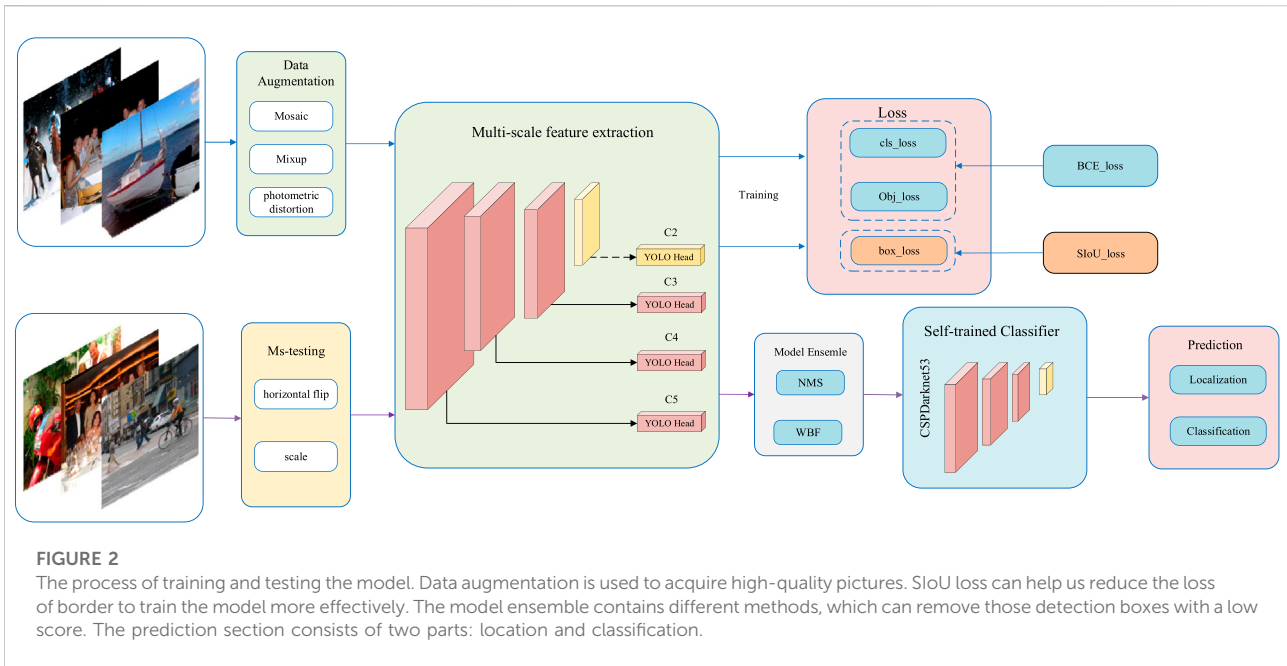 Data
Augmentation
Mosaic
Mixup
photometric
distortion
Multi-scale feature extraction
C2
YOLO Head
C3
YOLO Head
C4
YOLO Head
C5
YOLO Head
Training
Loss
cls_loss
Obj_loss
box_loss
BCE_loss
SIoU_loss
Ms-testing
horizontal flip
scale
Model Ensemle
NMS
WBF
Self-trained Classifier
CSPDarknet53
Prediction
Localization
Classification
FIGURE 2
The process of training and testing the model. Data augmentation is used to acquire high-quality pictures. SIoU loss can help us reduce the loss
of border to train the model more effectively. The model ensemble contains different methods, which can remove those detection boxes with a low
score. The prediction section consists of two parts: location and classification.